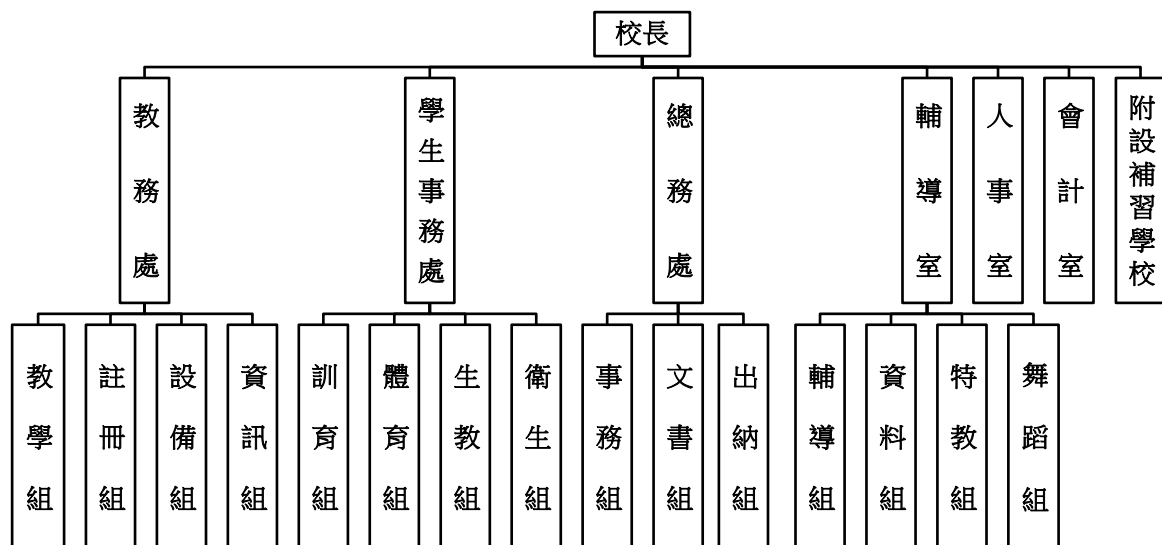 校長
教務處
學生事務處
總務處
輔導室
人事室
會計室
附設補習學校
教學組
註冊組
設備組
資訊組
訓育組
體育組
生教組
衛生組
事務組
文書組
出納組
輔導組
資料組
特教組
舞蹈組